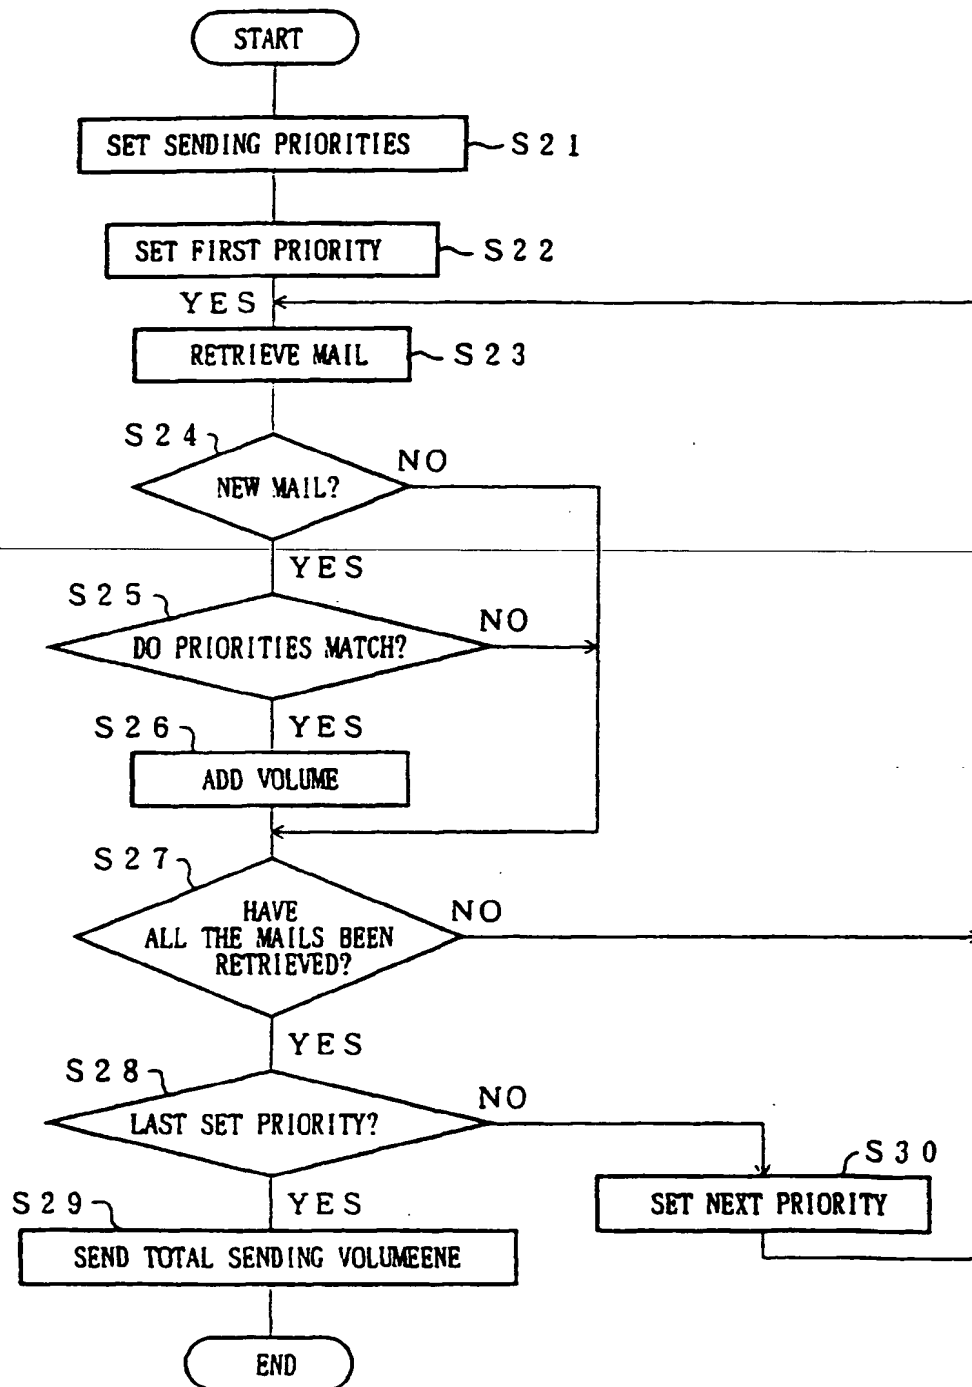 START
SET SENDING PRIORITIES
S21
SET FIRST PRIORITY
S22
YES
RETRIEVE MAIL
S23
S24
NO
NEW MAIL?
YES
S25
NO
DO PRIORITIES MATCH?
S26
YES
ADD VOLUME
S27
HAVE
NO
ALL THE MAILS BEEN
RETRIEVED?
YES
S28
NO
LAST SET PRIORITY?
S30
S29
YES
SET NEXT PRIORITY
SEND TOTAL SENDING VOLUMEENE
END